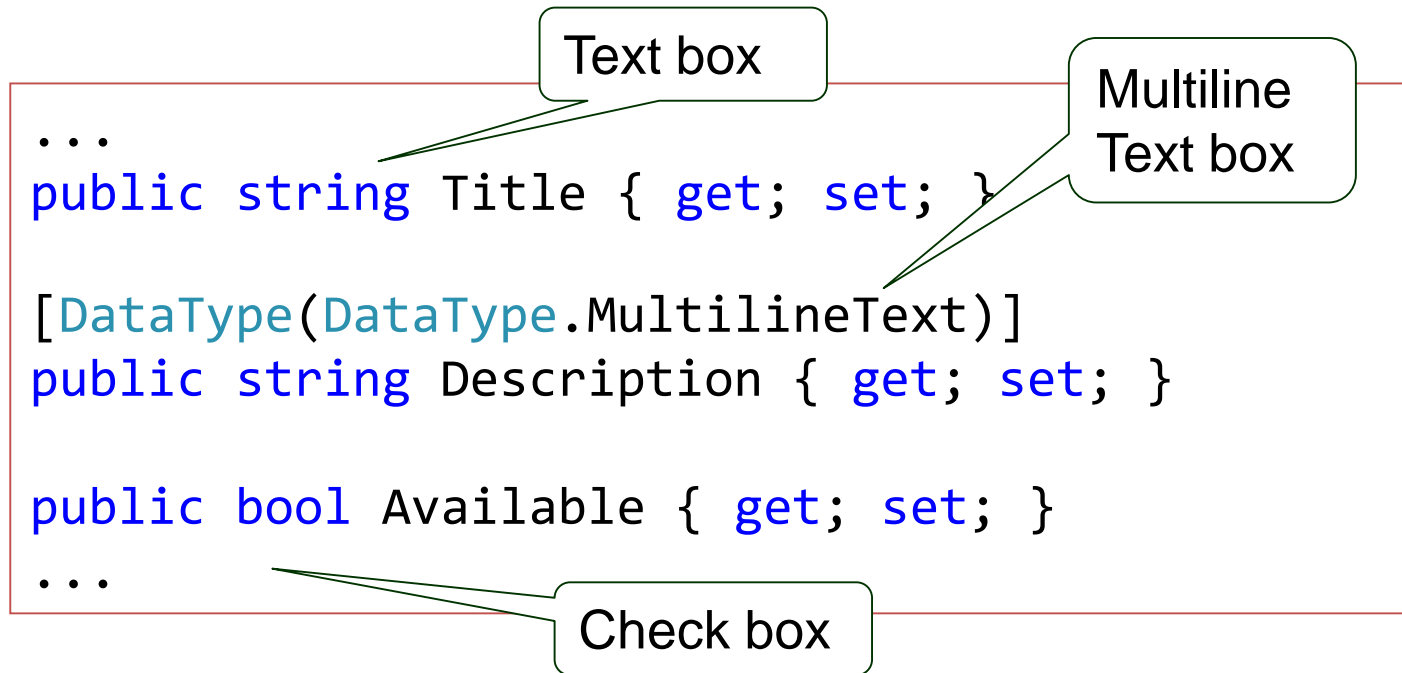 Text box
Multiline
Text box
...
public string Title { get; set; }
[DataType(DataType.MultilineText)]
public string Description { get; set; }
public bool Available { get; set; }
...
Check box